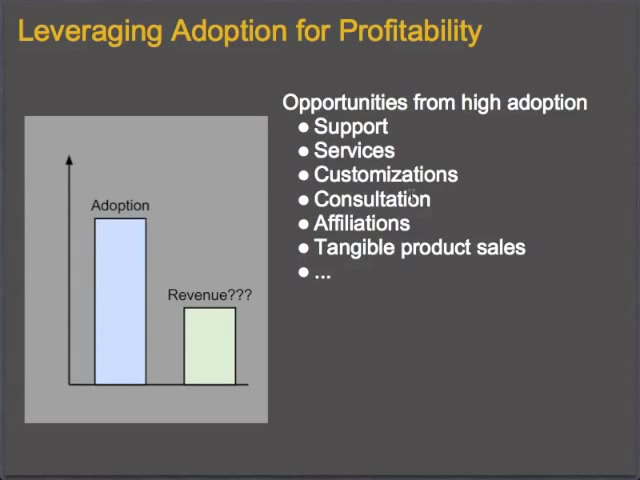 Leveraging Adoption for Profitability
Opportunities from high adoption
● Support
● Services
● Customizations
● Consultation
● Affiliations
● Tangible product sales
● ...
Adoption
Revenue???